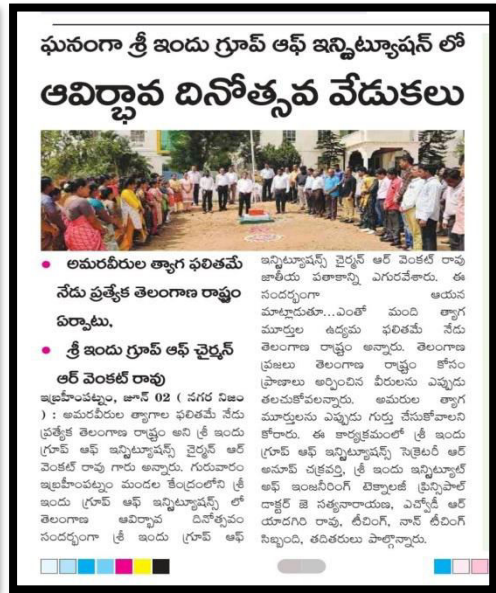 ఘనంగా శ్రీ ఇందు గ్రూప్ ఆఫ్ ఇన్స్టిట్యూషన్ లో
ఆవిర్భావ దినోత్సవ వేడుకలు
అమరవీరుల త్యాగ ఫలితమే
నేడు ప్రత్యేక తెలంగాణ రాష్ట్రం
ఏర్పాటు.
శ్రీ ఇందు గ్రూప్ ఆఫ్ చైర్మన్
ఆర్ వెంకట్ రావు
ఇబ్రహీంపట్నం, జూన్ 02 ( నగర నిజం
) : అమరవీరుల త్యాగాల ఫలితమే నేడు
ప్రత్యేక తెలంగాణ రాష్ట్రం అని శ్రీ ఇందు
గ్రూప్ ఆఫ్ ఇన్స్టిట్యూషన్స్ చైర్మన్ ఆర్
వెంకట్ రావు గారు అన్నారు. గురువారం
ఇబ్రహీంపట్నం మండల కేంద్రంలోని శ్రీ
ఇందు గ్రూప్ ఆఫ్ ఇన్స్టిట్యూషన్స్ లో
తెలంగాణ ఆవిర్భావ దినోత్సవం
సందర్భంగా శ్రీ ఇందు గ్రూప్ ఆఫ్
ఇన్స్టిట్యూషన్స్ చైర్మన్ ఆర్ వెంకట్ రావు
జాతీయ పతాకాన్ని ఎగురవేశారు. ఈ
సందర్భంగా ఆయన
మాట్లాడుతూ...ఎంతో మంది త్యాగ
మూర్తుల ఉద్యమ ఫలితమే నేడు
తెలంగాణ రాష్ట్రం అన్నారు. తెలంగాణ
ప్రజలు తెలంగాణ రాష్ట్రం కోసం
ప్రాణాలు అర్పించిన వీరులను ఎప్పుడు
తలచుకోవలన్నారు. అమరుల త్యాగ
మూర్తులను ఎప్పుడు గుర్తు చేసుకోవాలని
కోరారు. ఈ కార్యక్రమంలో శ్రీ ఇందు
గ్రూప్ ఆఫ్ ఇన్స్టిట్యూషన్స్ సెక్రెటరీ ఆర్
అనూప్ చక్రవర్తి, శ్రీ ఇందు ఇన్స్టిట్యూట్
ఆఫ్ ఇంజనీరింగ్ టెక్నాలజీ ప్రిన్సిపాల్
డాక్టర్ జె సత్యనారాయణ, ఎచ్వోడీ ఆర్
యాదగిరి రావు, టీచింగ్, నాన్ టీచింగ్
సిబ్బంది, తదితరులు పాల్గొన్నారు.